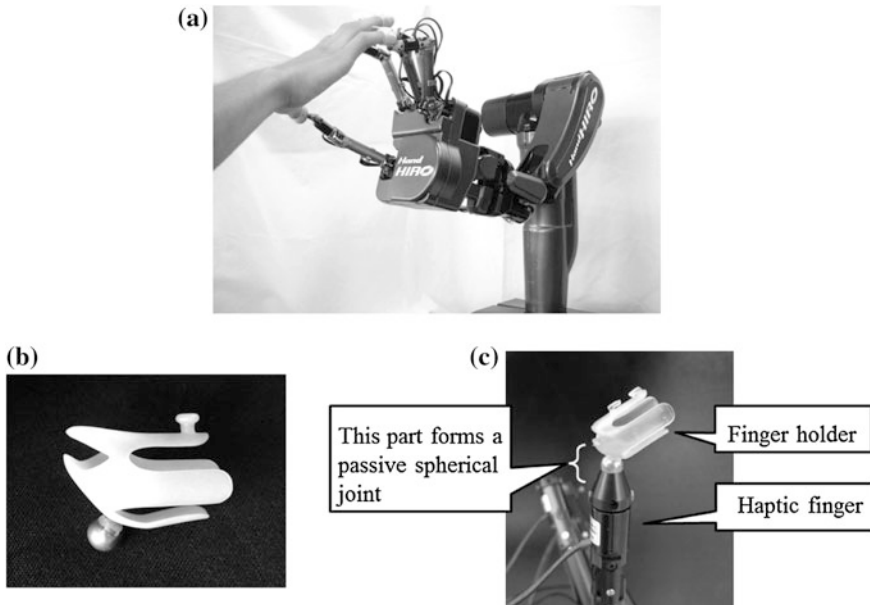 (a)
Hand
HIRO
HIRO
(b)
(c)
This part forms a
passive spherical
joint
Finger holder
Haptic finger